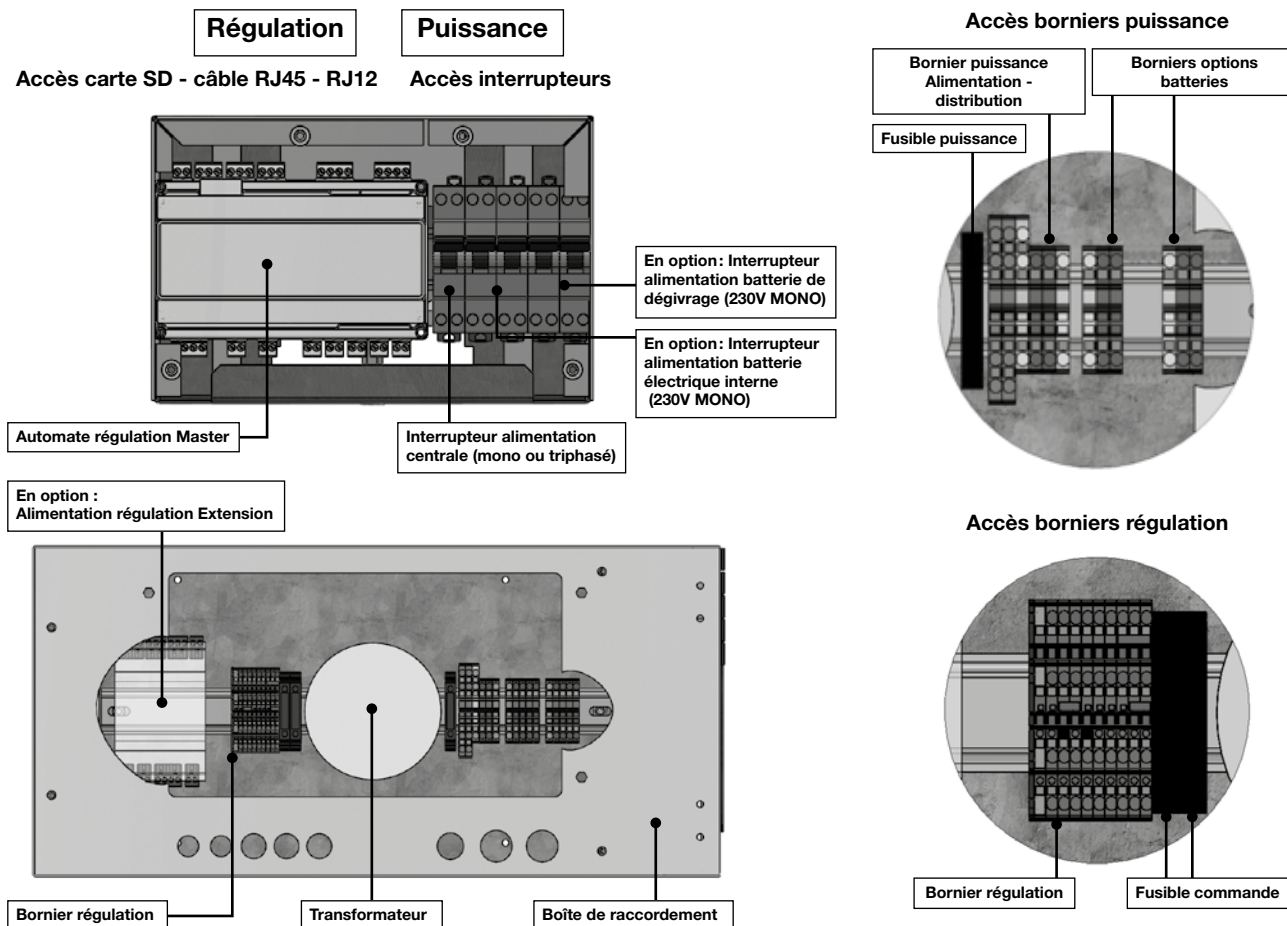 Régulation
Puissance
Accès carte SD - câble RJ45 - RJ12
Accès interrupteurs
En option : Interrupteur
alimentation batterie de
dégivrage (230V MONO)
En option : Interrupteur
alimentation batterie
électrique interne
(230V MONO)
Automate régulation Master
Interrupteur alimentation
centrale (mono ou triphasé)
En option :
Alimentation régulation Extension
Bornier régulation
Transformateur
Boîte de raccordement
Accès borniers puissance
Bornier puissance
Alimentation -
distribution
Borniers options
batteries
Fusible puissance
Accès borniers régulation
Bornier régulation
Fusible commande